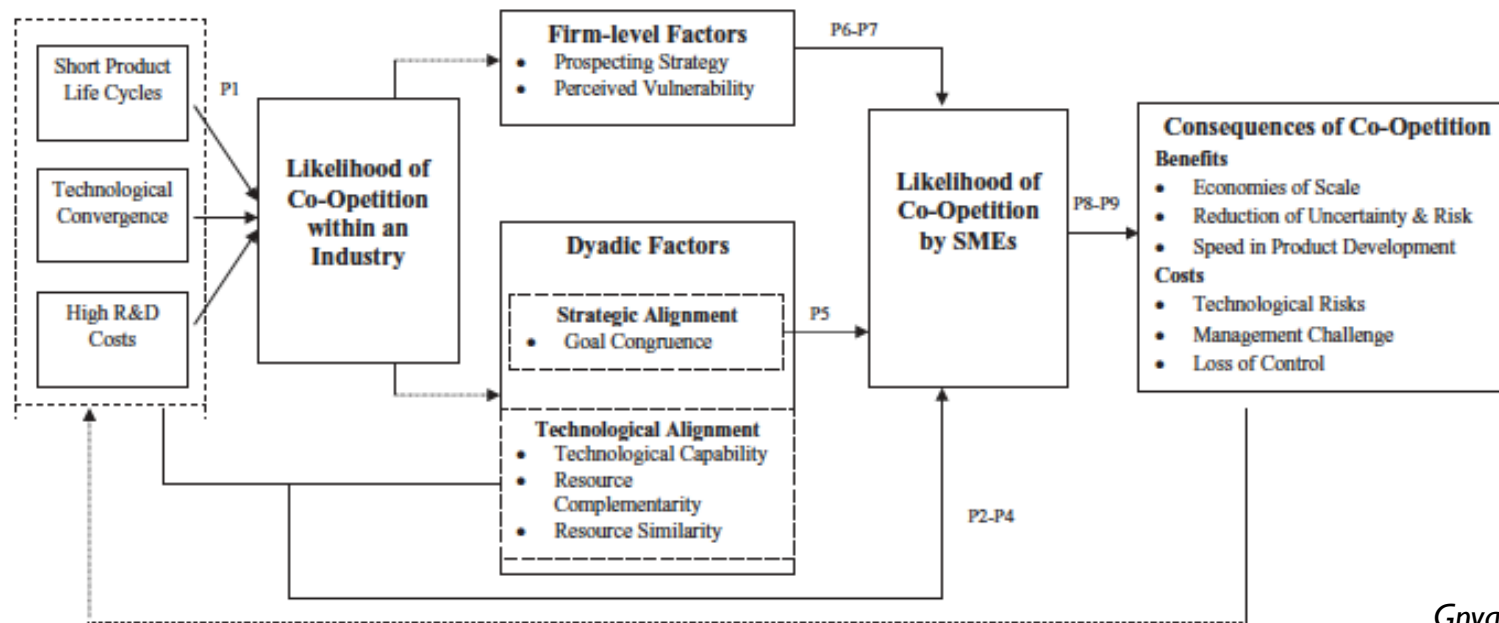 Short Product
Life Cycles
Technological
Convergence
High R&D
Costs
P1
Likelihood of
Co-Opetition
within an
Industry
Firm-level Factors
• Prospecting Strategy
• Perceived Vulnerability
P6-P7
Dyadic Factors
Strategic Alignment
• Goal Congruence
P5
Technological Alignment
• Technological Capability
• Resource
Complementarity
• Resource Similarity
P2-P4
Likelihood of
Co-Opetition
by SMEs
P8-P9
Consequences of Co-Opetition
Benefits
• Economies of Scale
• Reduction of Uncertainty & Risk
• Speed in Product Development
Costs
• Technological Risks
• Management Challenge
• Loss of Control